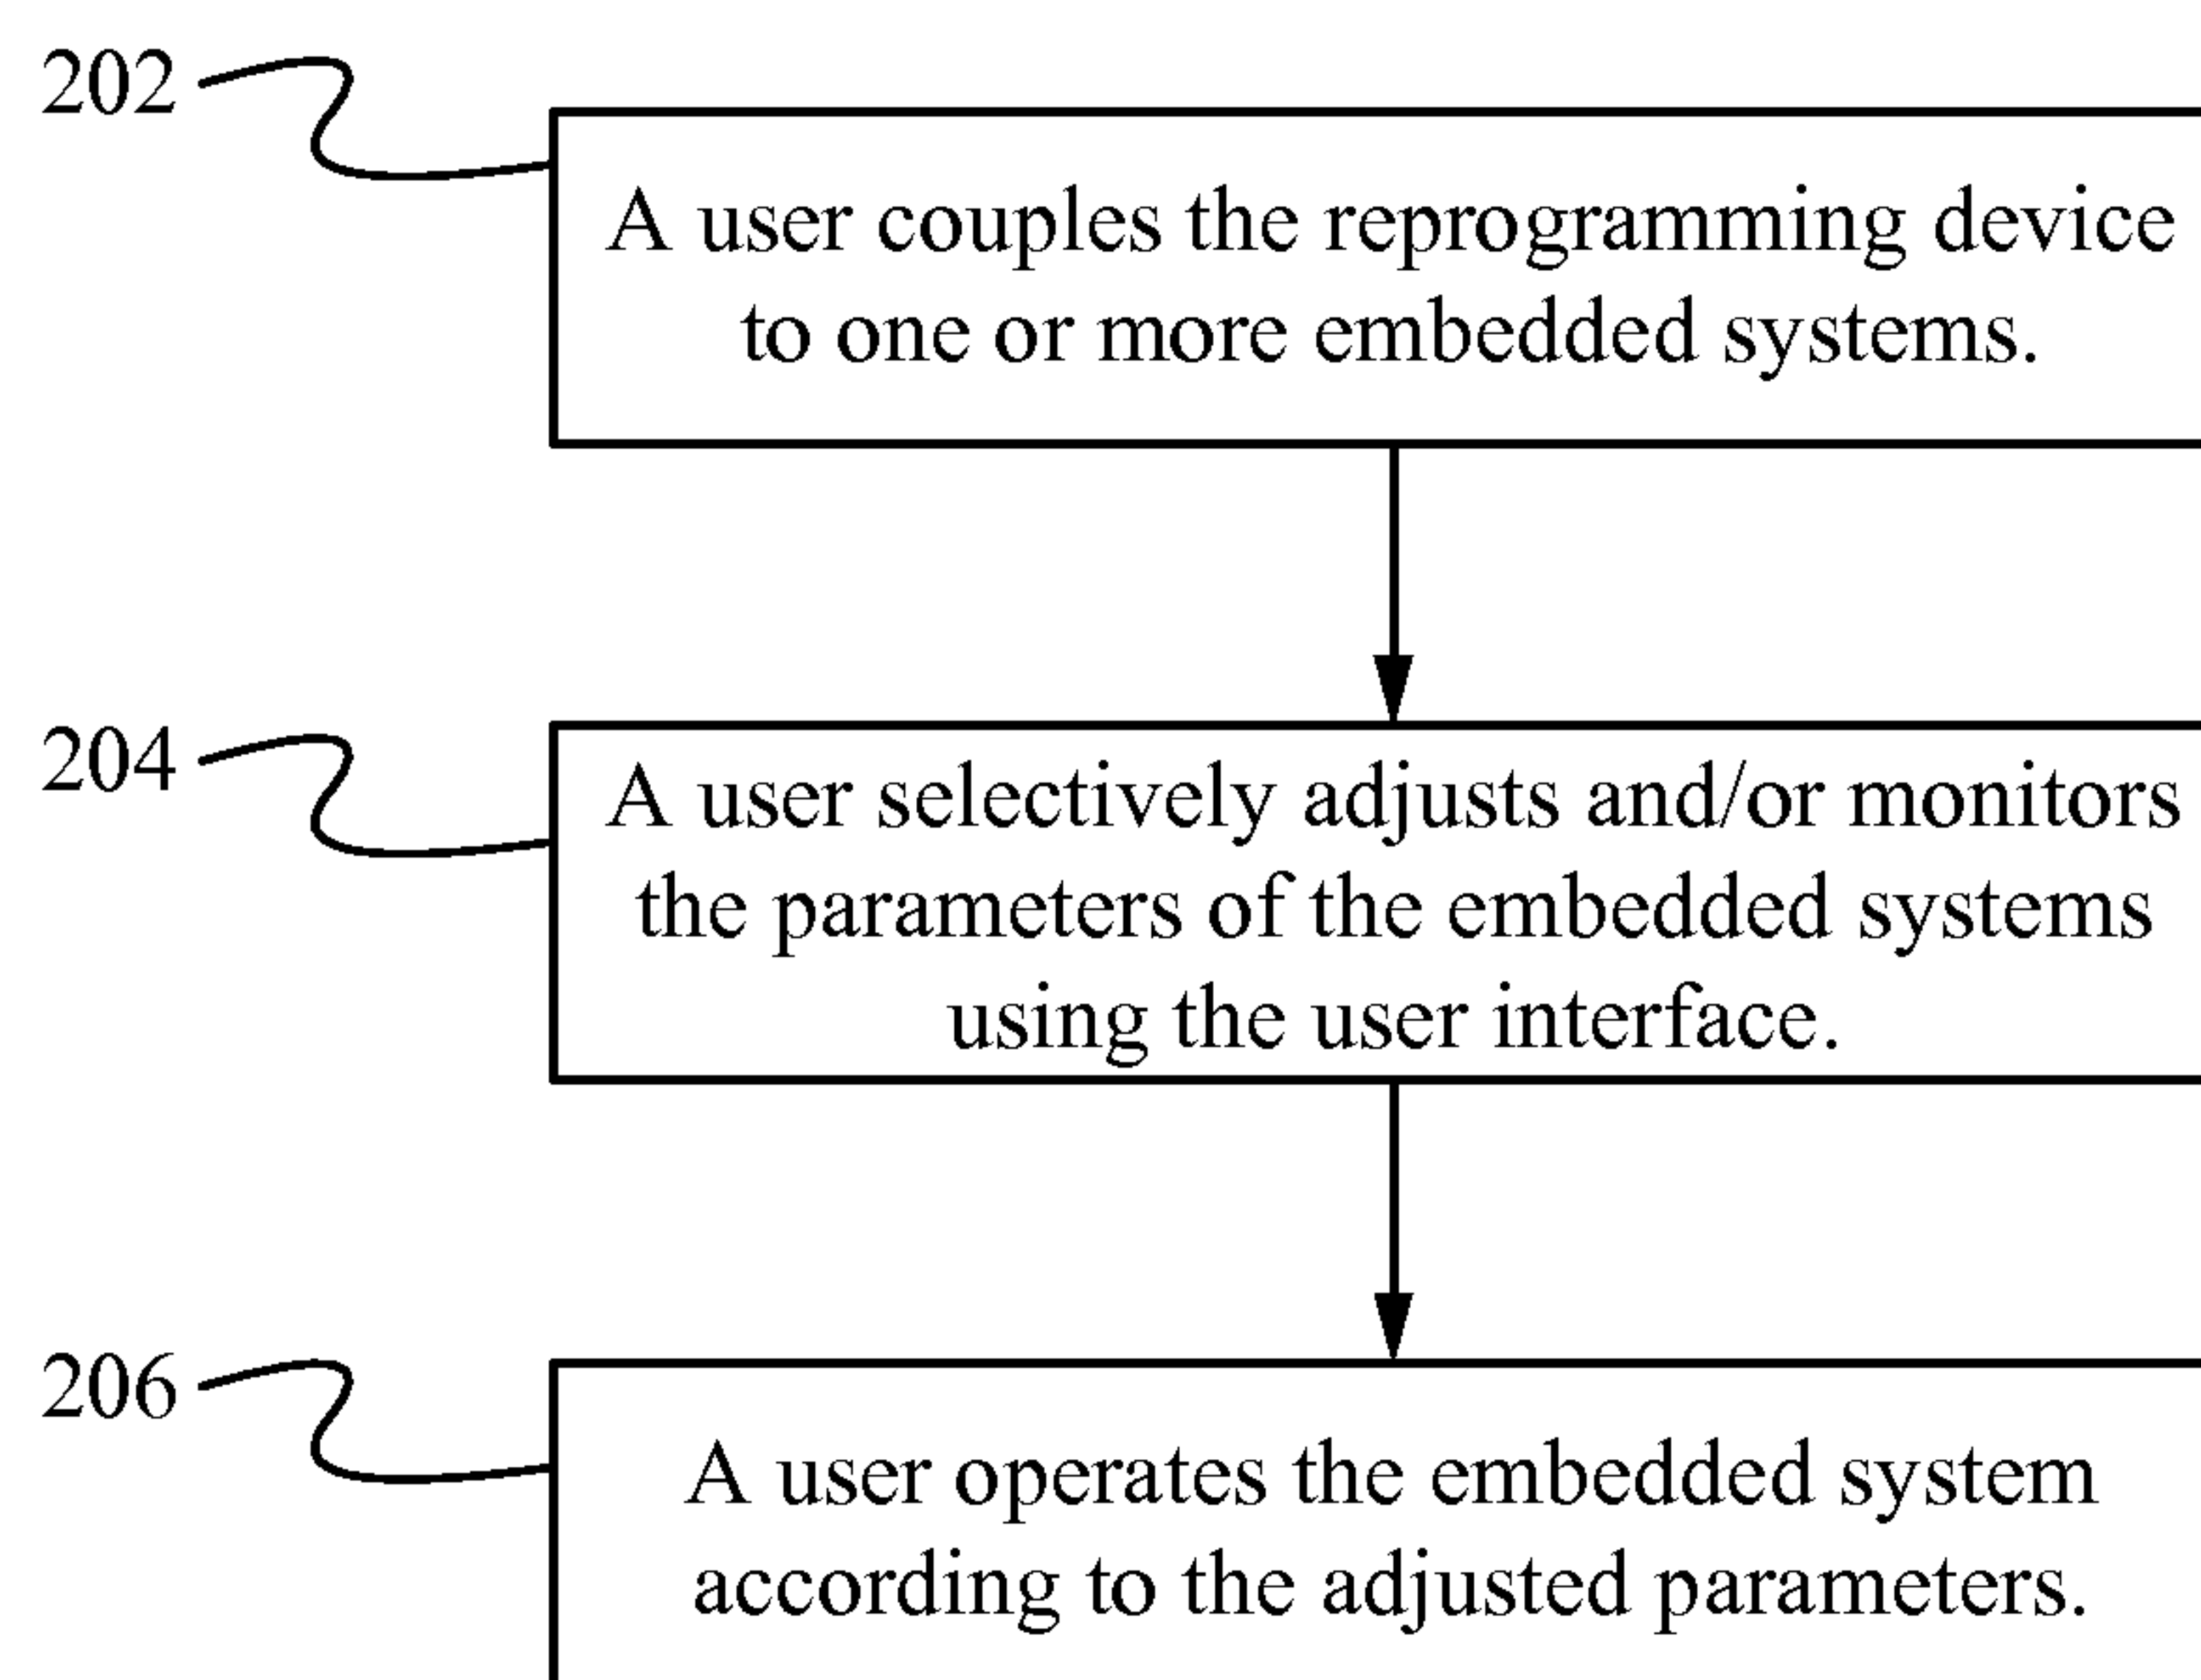 202
A user couples the reprogramming device
to one or more embedded systems.
204
A user selectively adjusts and/or monitors
the parameters of the embedded systems
using the user interface.
206
A user operates the embedded system
according to the adjusted parameters.